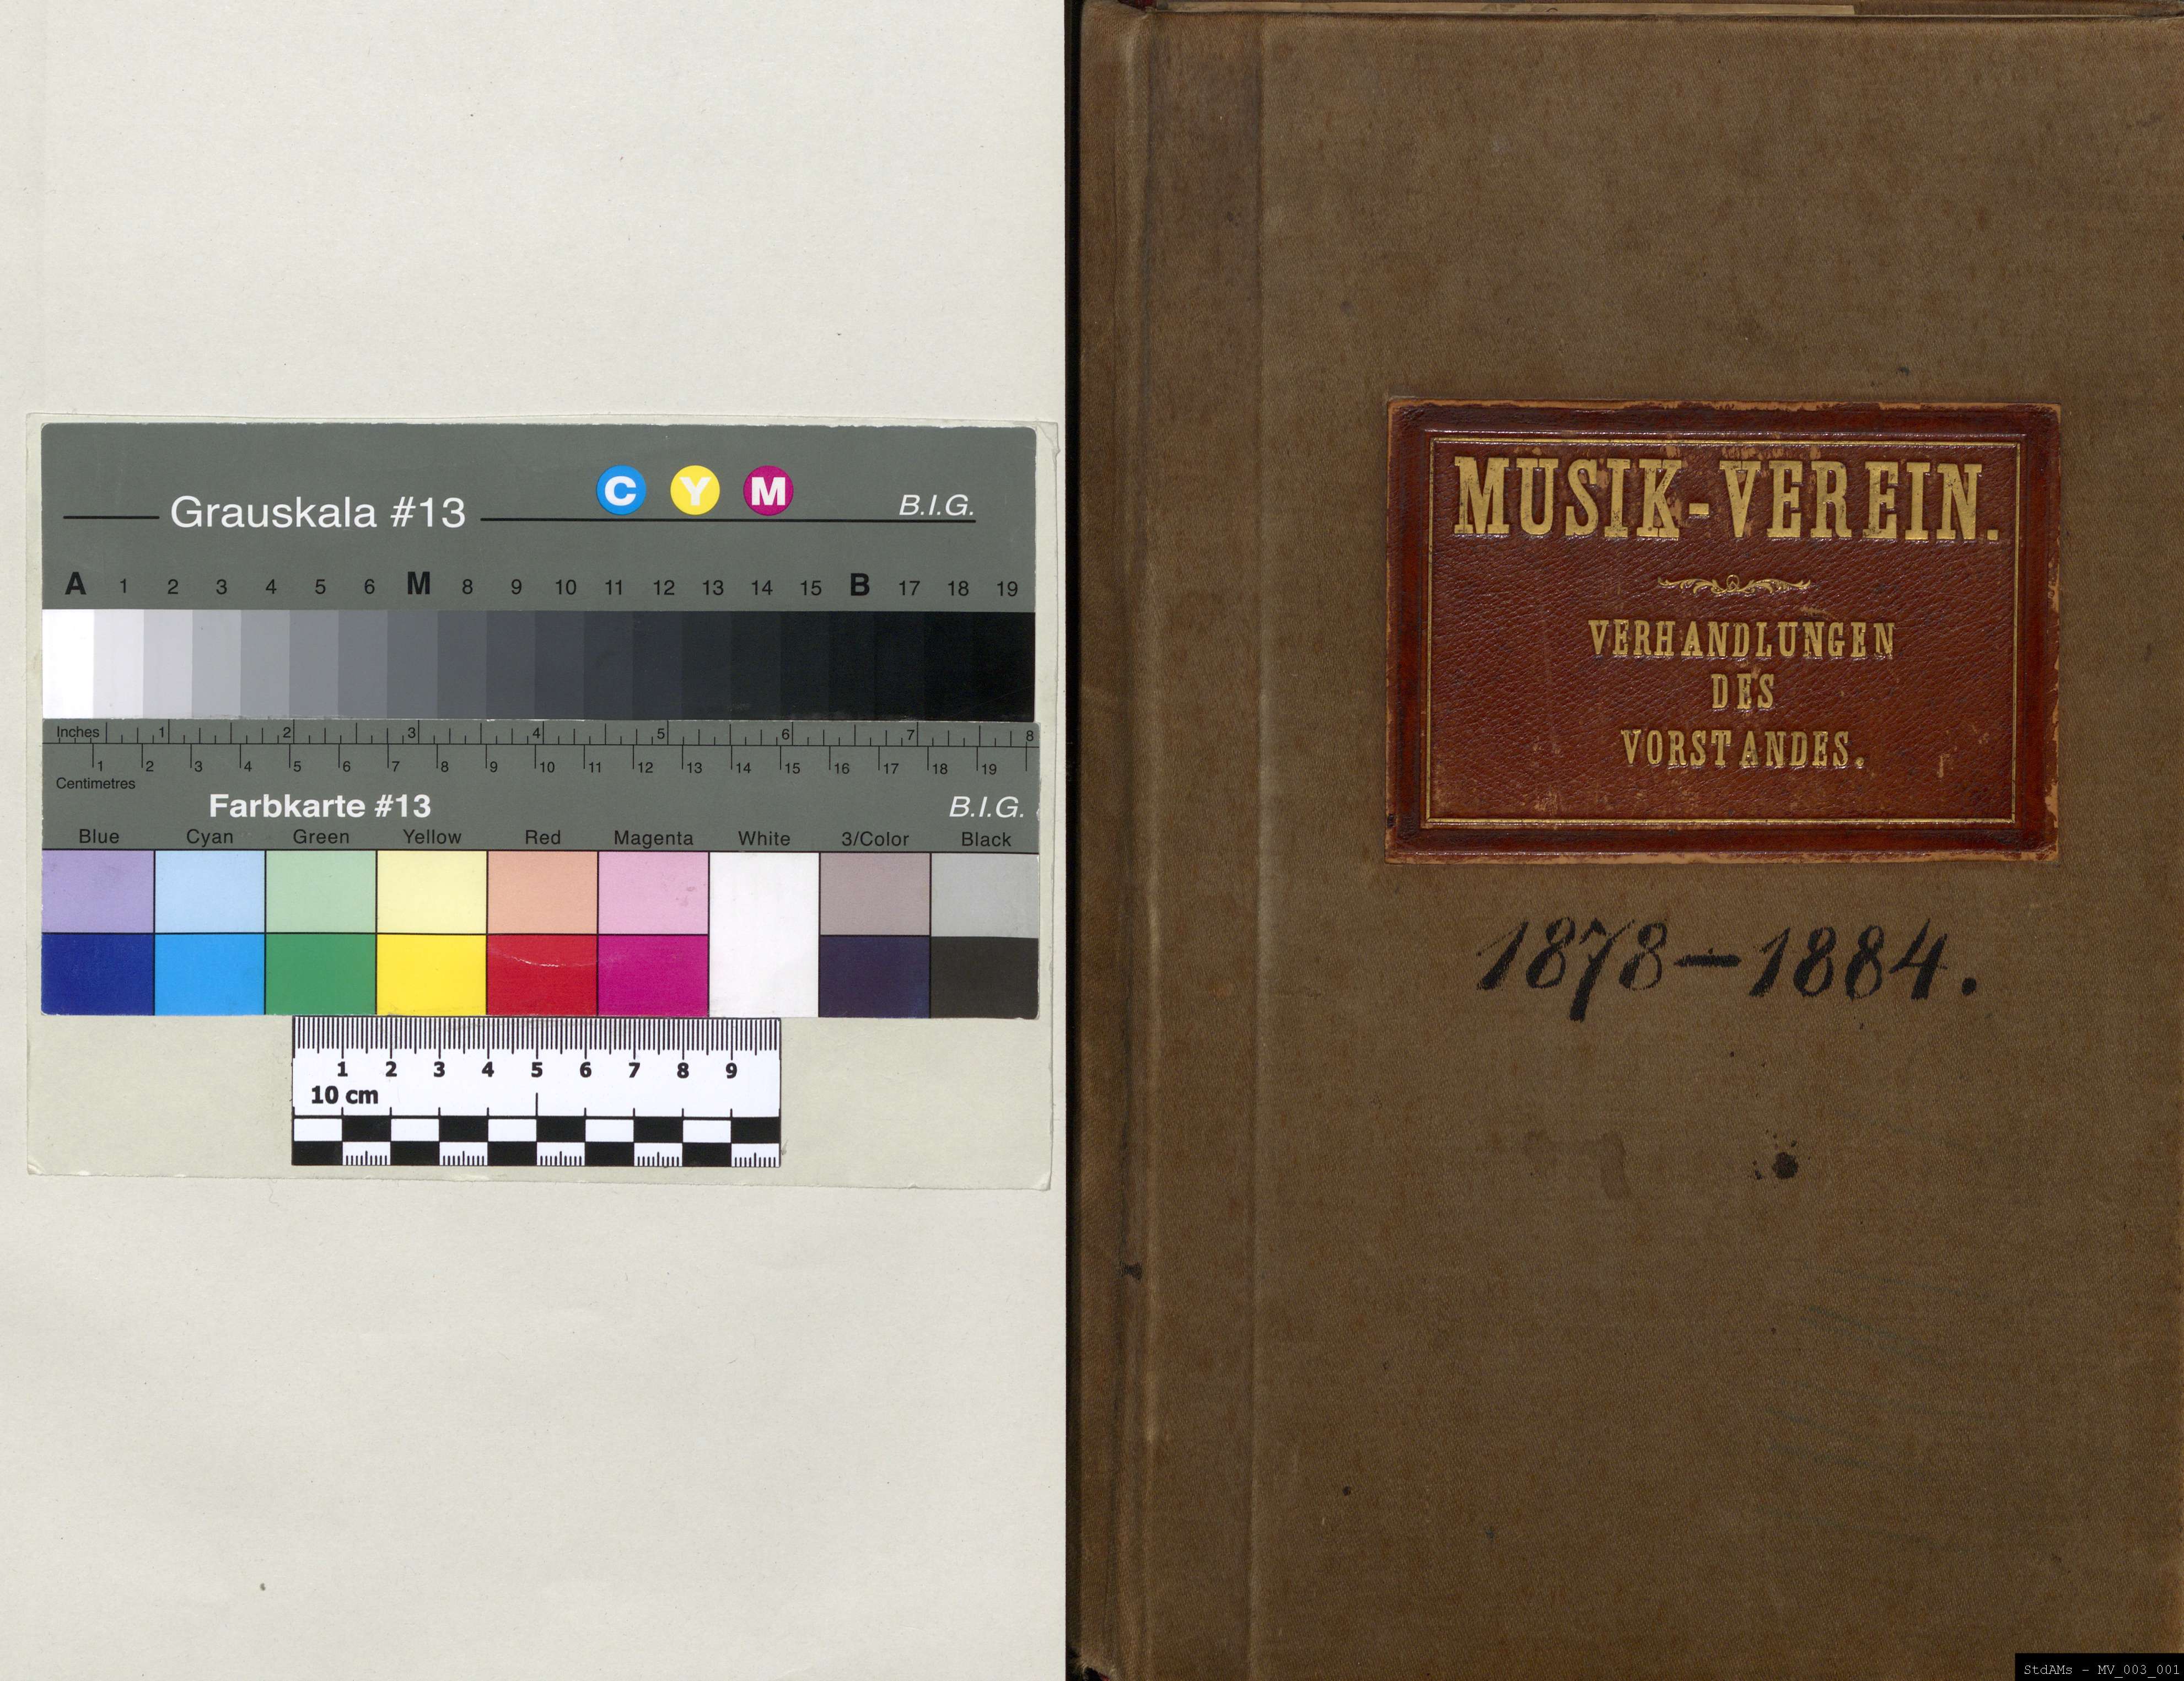 Grauskala #13
C Y M
B.I.G.
A 1 2 3 4 5 6 M 8 9 10 11 12 13 14 15 B 17 18 19
Inches 1 2 3 4 5 6 7 8
1 2 3 4 5 6 7 8 9 10 11 12 13 14 15 16 17 18 19
Centimetres
Farbkarte #13
B.I.G.
Blue Cyan Green Yellow Red Magenta White 3/Color Black
1 2 3 4 5 6 7 8 9
10 cm
MUSIK-VEREIN.
VERHANDLUNGEN
DES
VORSTANDES.
1878-1884.
StdAMs - MV_003_001